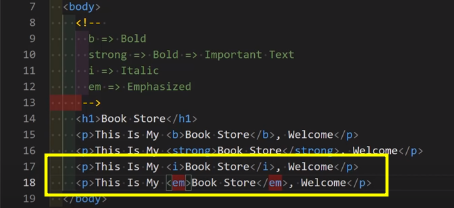 7 <body>
8 <!--
9 b => Bold
10 strong => Bold => Important Text
11 i => Italic
12 em => Emphasized
13 -->
14 <h1>Book Store</h1>
15 <p>This Is My <b>Book Store</b>, Welcome</p>
16 <p>This Is My <strong>Book Store</strong>, Welcome</p>
17 <p>This Is My <i>Book Store</i>, Welcome</p>
18 <p>This Is My <em>Book Store</em>, Welcome</p>
19 </body>